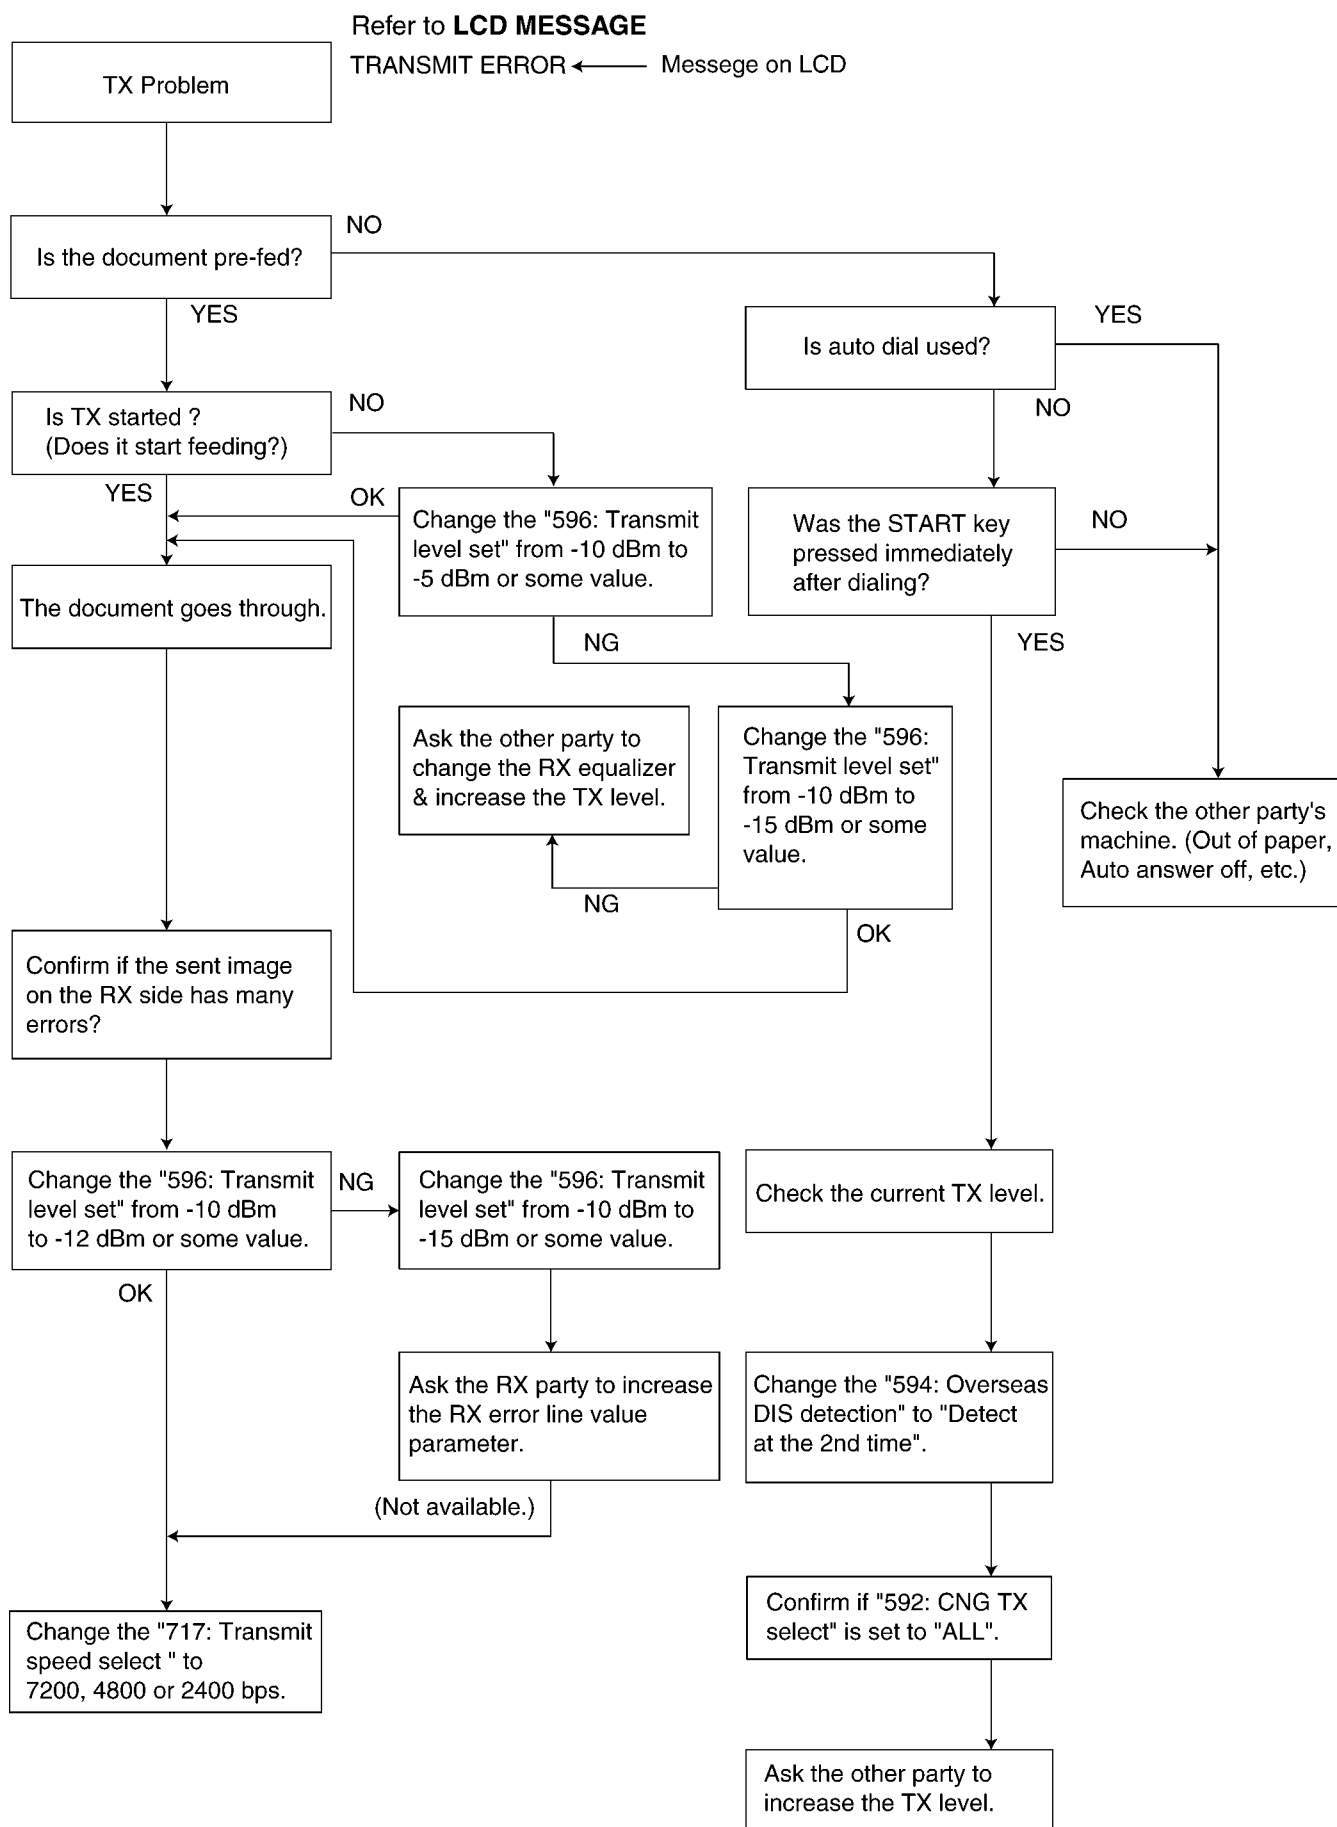 Refer to LCD MESSAGE
TRANSMIT ERROR
Messege on LCD
TX Problem
Is the document pre-fed?
NO
YES
Is auto dial used?
YES
NO
Is TX started ?
(Does it start feeding?)
NO
YES
OK
Change the "596: Transmit
level set" from -10 dBm to
-5 dBm or some value.
NG
Was the START key
pressed immediately
after dialing?
NO
YES
The document goes through.
Ask the other party to
change the RX equalizer
& increase the TX level.
Change the "596:
Transmit level set"
from -10 dBm to
-15 dBm or some
value.
NG
OK
Check the other party's
machine. (Out of paper,
Auto answer off, etc.)
Confirm if the sent image
on the RX side has many
errors?
Change the "596: Transmit
level set" from -10 dBm
to -12 dBm or some value.
NG
OK
Change the "596: Transmit
level set" from -10 dBm to
-15 dBm or some value.
Check the current TX level.
Ask the RX party to increase
the RX error line value
parameter.
(Not available.)
Change the "594: Overseas
DIS detection" to "Detect
at the 2nd time".
Change the "717: Transmit
speed select " to
7200, 4800 or 2400 bps.
Confirm if "592: CNG TX
select" is set to "ALL".
Ask the other party to
increase the TX level.